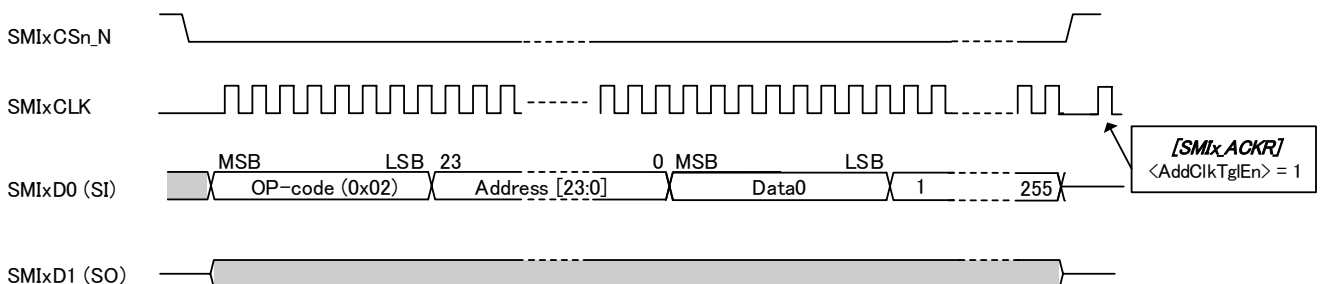 SMIxCSn_N
SMIxCLK
[SMIx_ACKR]
<AddClkTglEn> = 1
MSB LSB 23 0 MSB LSB
SMIxD0 (SI) OP-code (0x02) Address [23:0] Data0 1 255
SMIxD1 (SO)